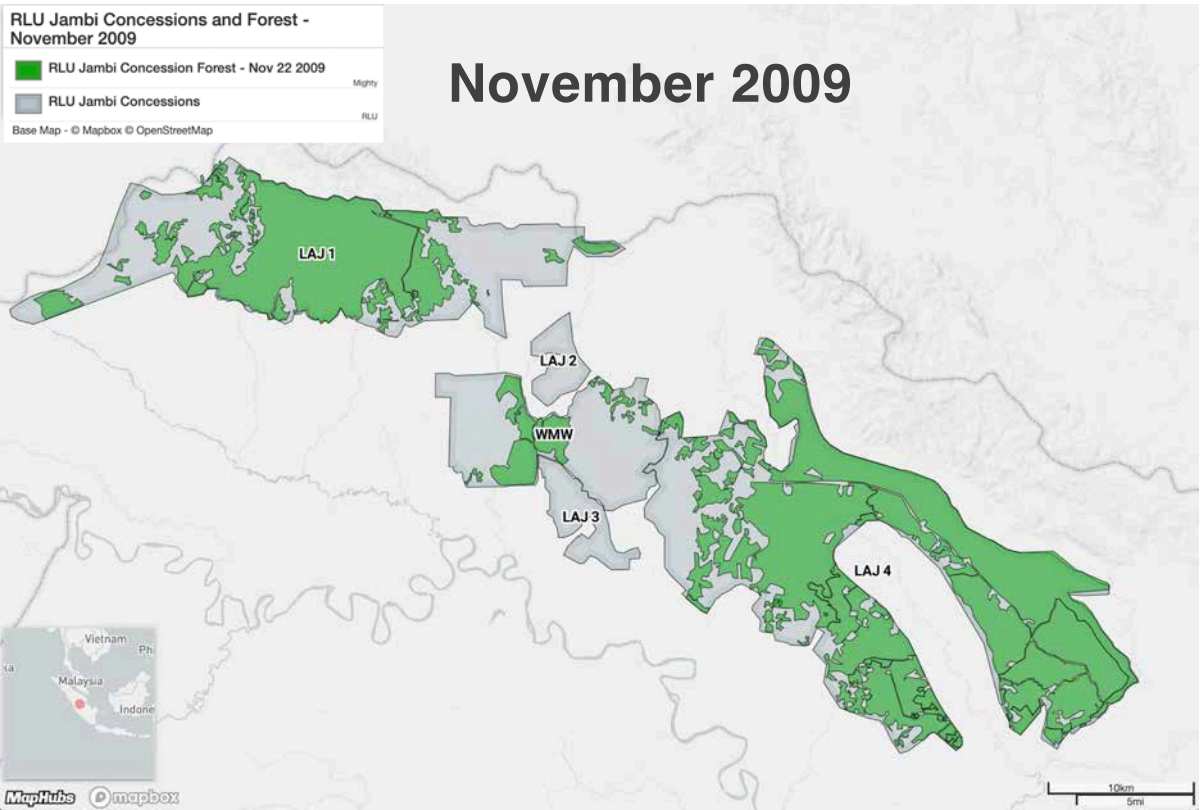 RLU Jambi Concessions and Forest -
November 2009
RLU Jambi Concession Forest - Nov 22 2009
Mighty
RLU Jambi Concessions
RLU
Base Map - © Mapbox © OpenStreetMap
November 2009
LAJ 1
LAJ 2
WMW
LAJ 3
LAJ 4
Vietnam
Ph
Malaysia
Indone
MapHubs
mapbox
10km
5mi